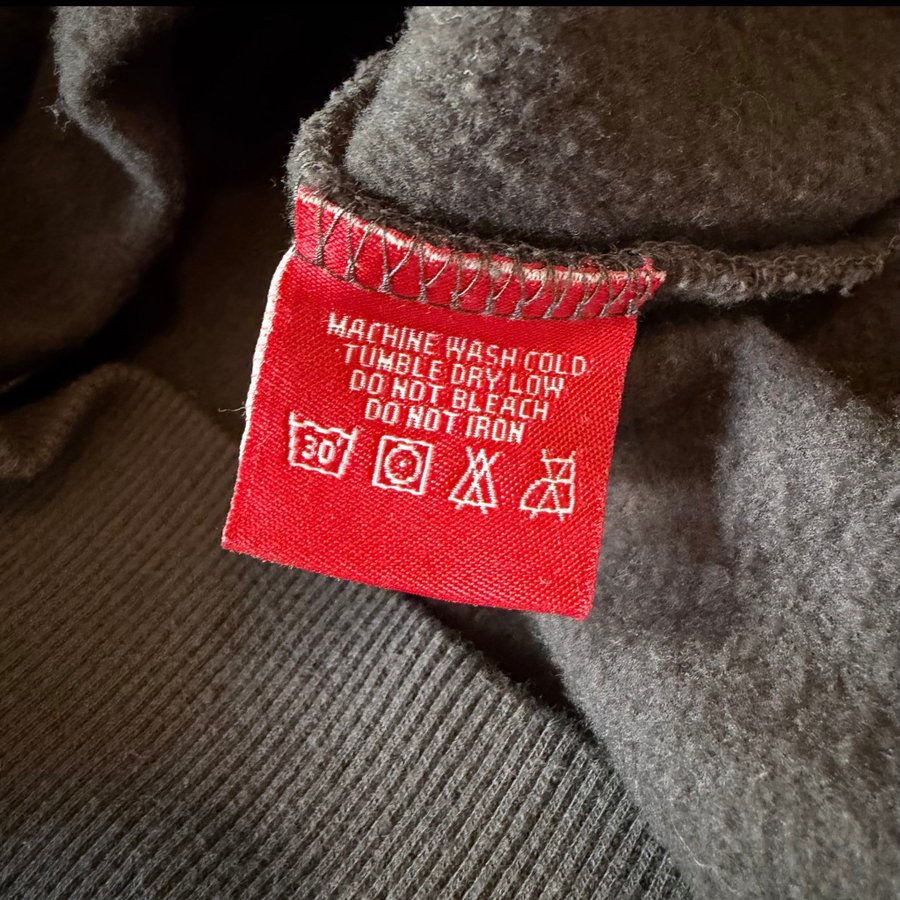 MACHINE WASH COLD
TUMBLE DRY LOW
DO NOT BLEACH
DO NOT IRON
30